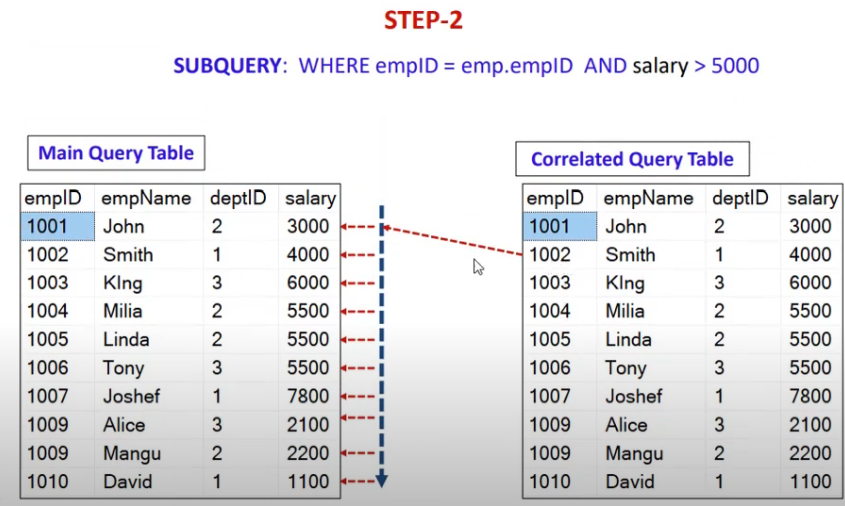 STEP-2
SUBQUERY: WHERE empID = emp.empID AND salary > 5000
Main Query Table
empID empName deptID salary
1001 John 2 3000
1002 Smith 1 4000
1003 KIng 3 6000
1004 Milia 2 5500
1005 Linda 2 5500
1006 Tony 3 5500
1007 Joshef 1 7800
1009 Alice 3 2100
1009 Mangu 2 2200
1010 David 1 1100
Correlated Query Table
empID empName deptID salary
1001 John 2 3000
1002 Smith 1 4000
1003 KIng 3 6000
1004 Milia 2 5500
1005 Linda 2 5500
1006 Tony 3 5500
1007 Joshef 1 7800
1009 Alice 3 2100
1009 Mangu 2 2200
1010 David 1 1100